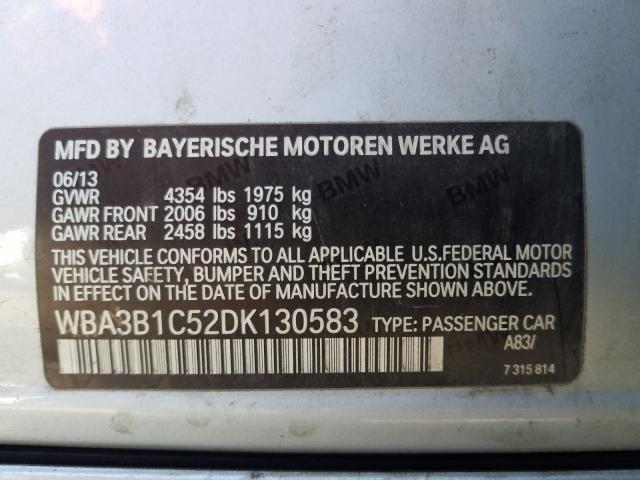 MFD BY BAYERISCHE MOTOREN WERKE AG
06/13
GVWR 4354 lbs 1975 kg
GAWR FRONT 2006 lbs 910 kg
GAWR REAR 2458 lbs 1115 kg
THIS VEHICLE CONFORMS TO ALL APPLICABLE U.S.FEDERAL MOTOR
VEHICLE SAFETY, BUMPER AND THEFT PREVENTION STANDARDS
IN EFFECT ON THE DATE OF MANUFACTURE SHOWN ABOVE.
WBA3B1C52DK130583 TYPE: PASSENGER CAR
A83/
7 315 814
BMW
BMW